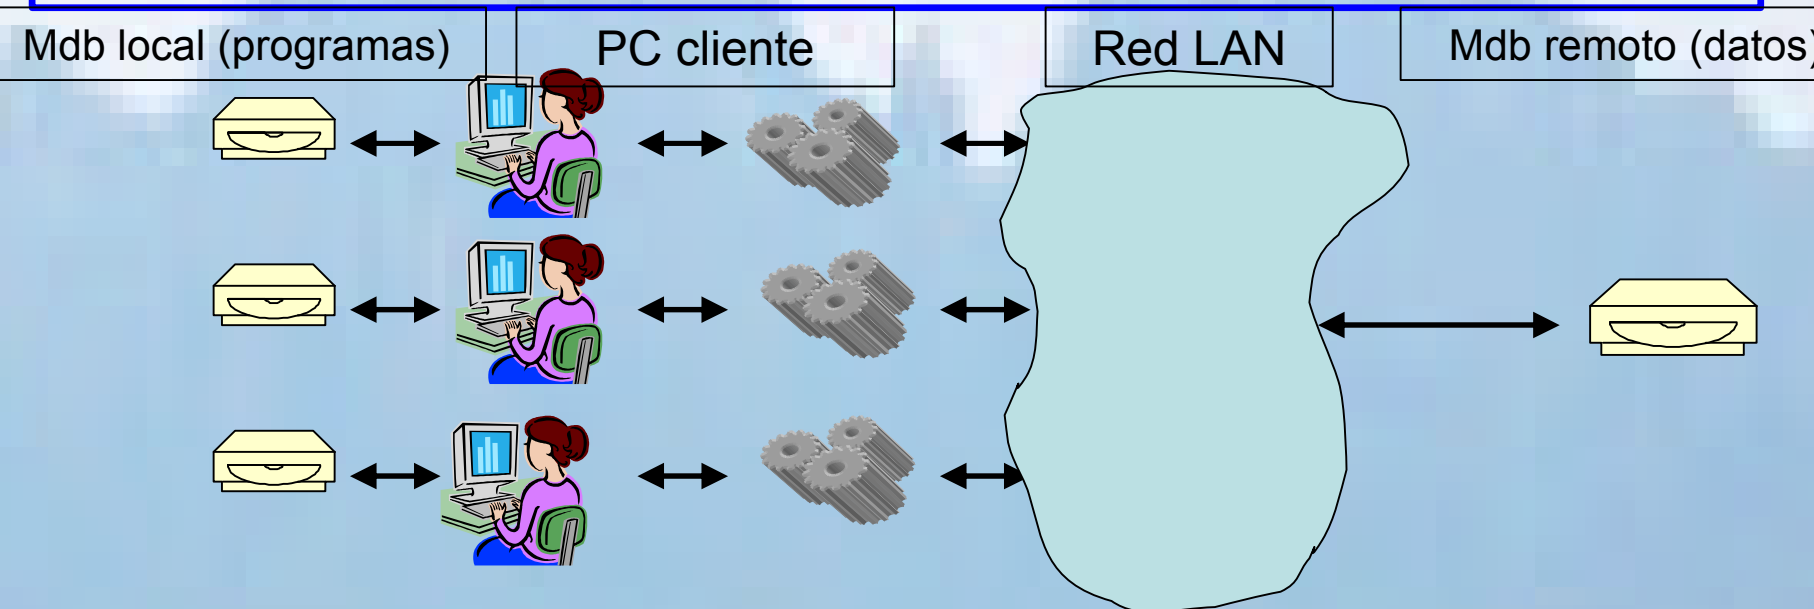 Mdb local (programas)
PC cliente
Red LAN
Mdb remoto (datos)